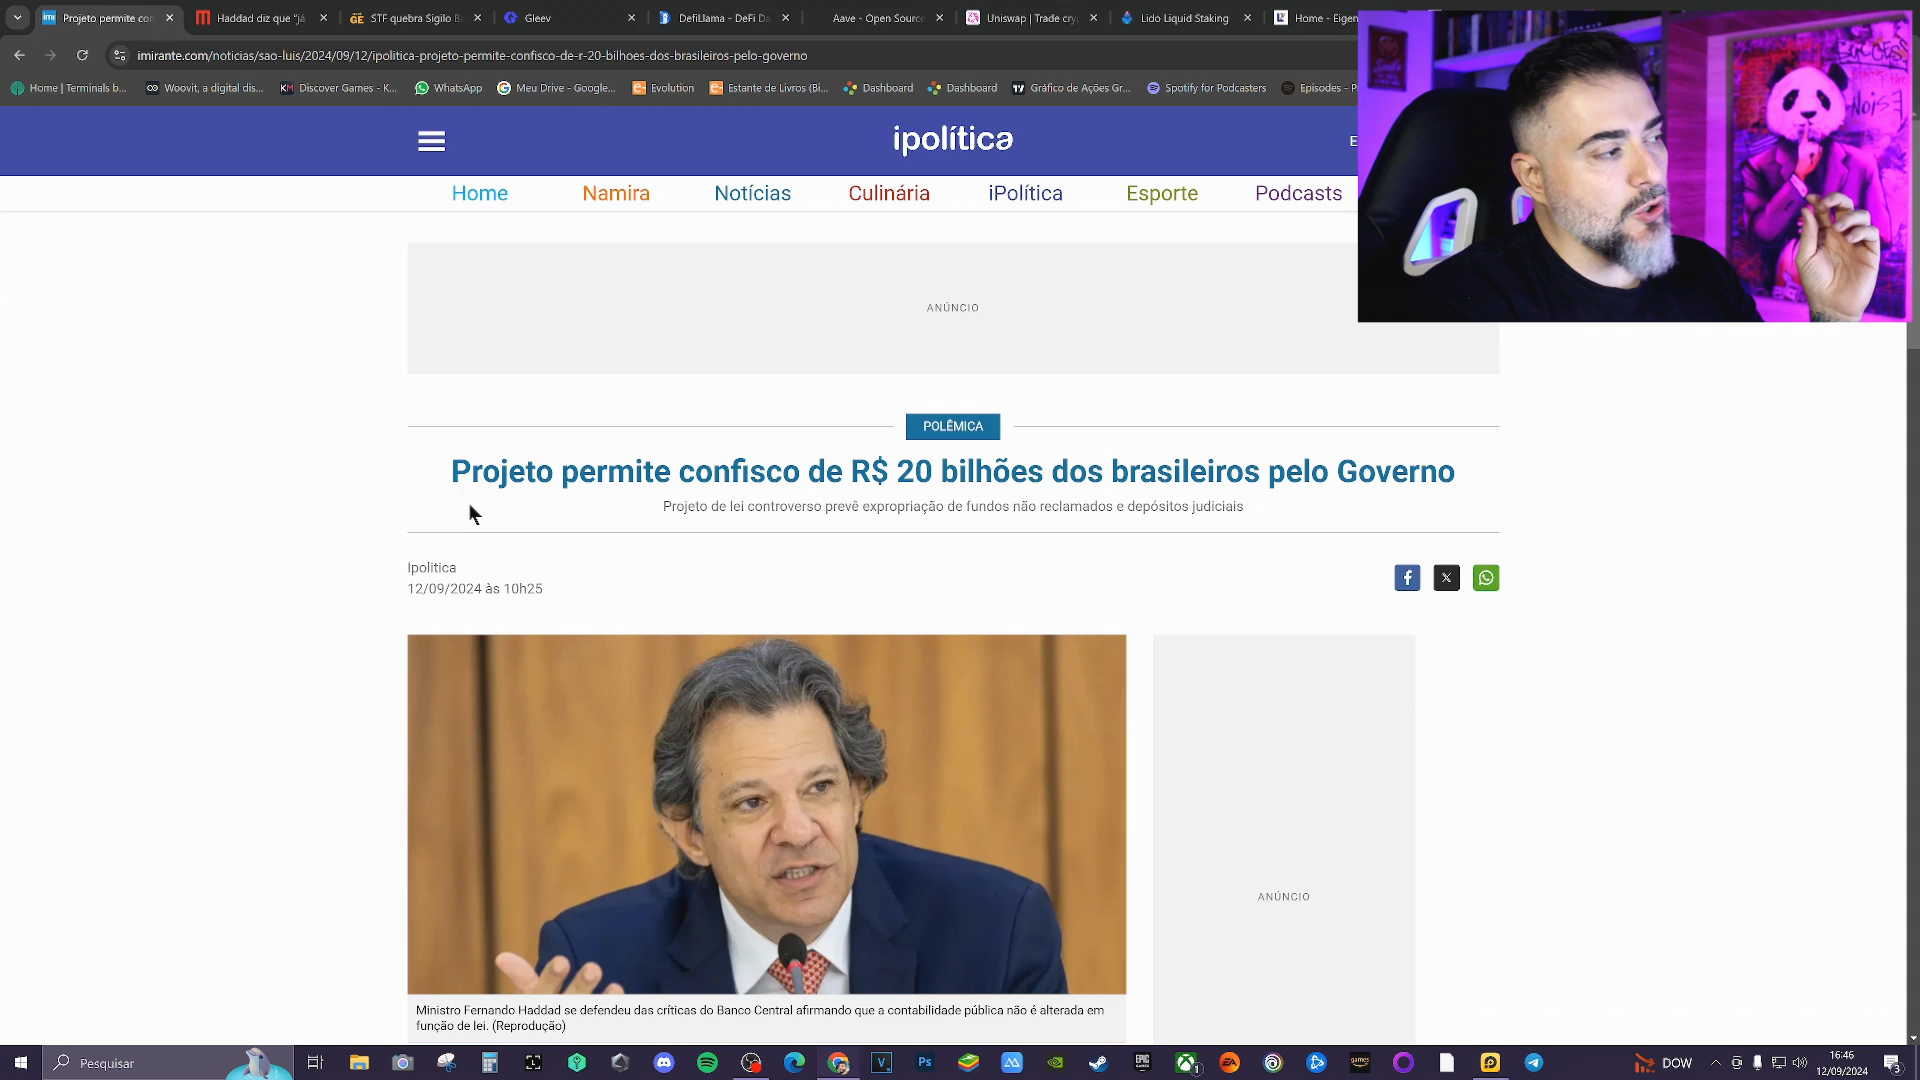 Projeto permite con
Haddad diz que "já
GE STF quebra Sigilo B
Gleev
DefiLlama - DeFi Da
Aave - Open Source
Uniswap | Trade cry
Lido Liquid Staking
Home - Eigen
imirante.com/noticias/sao-luis/2024/09/12/ipolitica-projeto-permite-confisco-de-r-20-bilhoes-dos-brasileiros-pelo-governo
Home | Terminals b...
Woovit, a digital dis...
KM Discover Games - K...
WhatsApp
Meu Drive - Google...
Evolution
Estante de Livros (Bi...
Dashboard
Dashboard
Gráfico de Ações Gr...
Spotify for Podcasters
Episodes - P
ipolítica
E
Home Namira Notícias Culinária iPolítica Esporte Podcasts
ANÚNCIO
POLÊMICA
Projeto permite confisco de R$ 20 bilhões dos brasileiros pelo Governo
Projeto de lei controverso prevê expropriação de fundos não reclamados e depósitos judiciais
Ipolitica
12/09/2024 às 10h25
ANÚNCIO
Ministro Fernando Haddad se defendeu das críticas do Banco Central afirmando que a contabilidade pública não é alterada em
função de lei. (Reprodução)
Pesquisar
DOW
16:46
12/09/2024